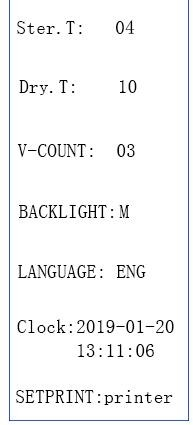 Ster.T: 04
Dry.T: 10
V-COUNT: 03
BACKLIGHT:M
LANGUAGE: ENG
Clock:2019-01-20
13:11:06
SETPRINT:printer